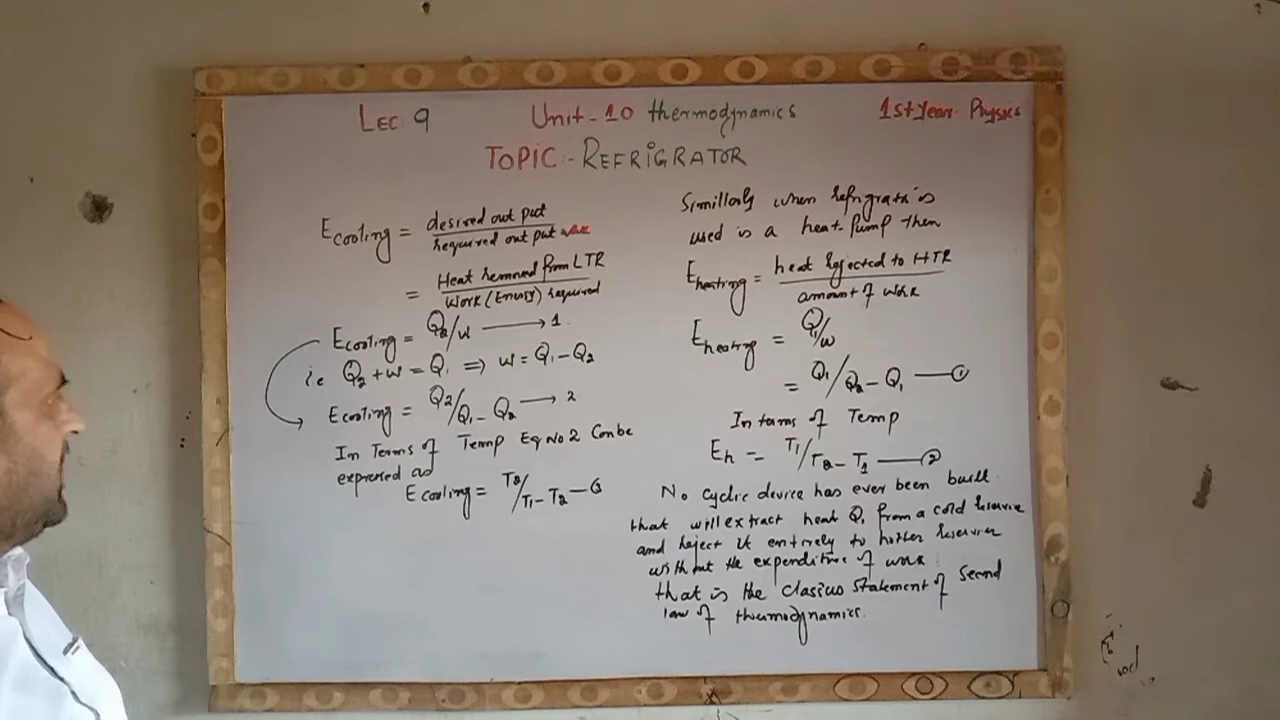 LEC 9 Unit-10 thermodynamics 1st year Physics
TOPIC:- REFRIGRATOR
Ecooling = desired out put / required out put work
= Heat removed from LTR / Work (Energy) required
Ecooling = Q2/W → 1.
i.e Q2 + W = Q1 ⇒ W = Q1 - Q2
Ecooling = Q2/Q1 - Q2 → 2
In Terms of Temp Eq No 2 Can be
expressed as
Ecooling = T2/T1 - T2 — 3
Similarly when refrigrator is
used is a heat-pump then
Eheating = heat rejected to HTR / amount of work
Eheating = Q1/W
= Q1/Q2 - Q1 — 1
In terms of Temp
Eh = T1/T2 - T1 — 2
No cyclic device has ever been built
that will extract heat Q1 from a cold
and reject it entirely to hotter
without the expenditure of work
that is the clasius Statement of Second
law of thermodynamics.